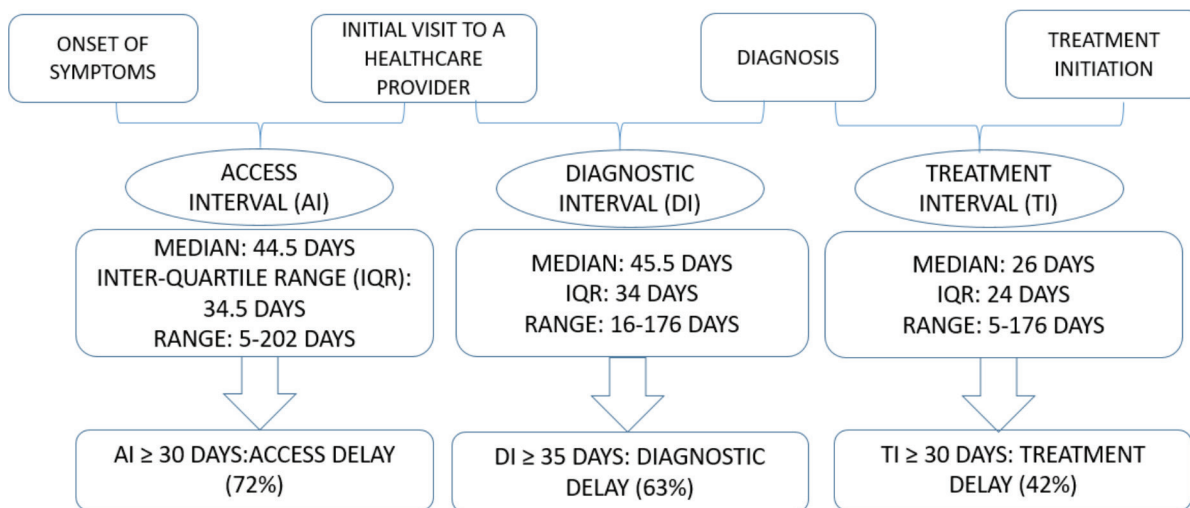 ONSET OF
SYMPTOMS
INITIAL VISIT TO A
HEALTHCARE
PROVIDER
DIAGNOSIS
TREATMENT
INITIATION
ACCESS
INTERVAL (AI)
DIAGNOSTIC
INTERVAL (DI)
TREATMENT
INTERVAL (TI)
MEDIAN: 44.5 DAYS
INTER-QUARTILE RANGE (IQR):
34.5 DAYS
RANGE: 5-202 DAYS
MEDIAN: 45.5 DAYS
IQR: 34 DAYS
RANGE: 16-176 DAYS
MEDIAN: 26 DAYS
IQR: 24 DAYS
RANGE: 5-176 DAYS
AI ≥ 30 DAYS:ACCESS DELAY
(72%)
DI ≥ 35 DAYS: DIAGNOSTIC
DELAY (63%)
TI ≥ 30 DAYS: TREATMENT
DELAY (42%)